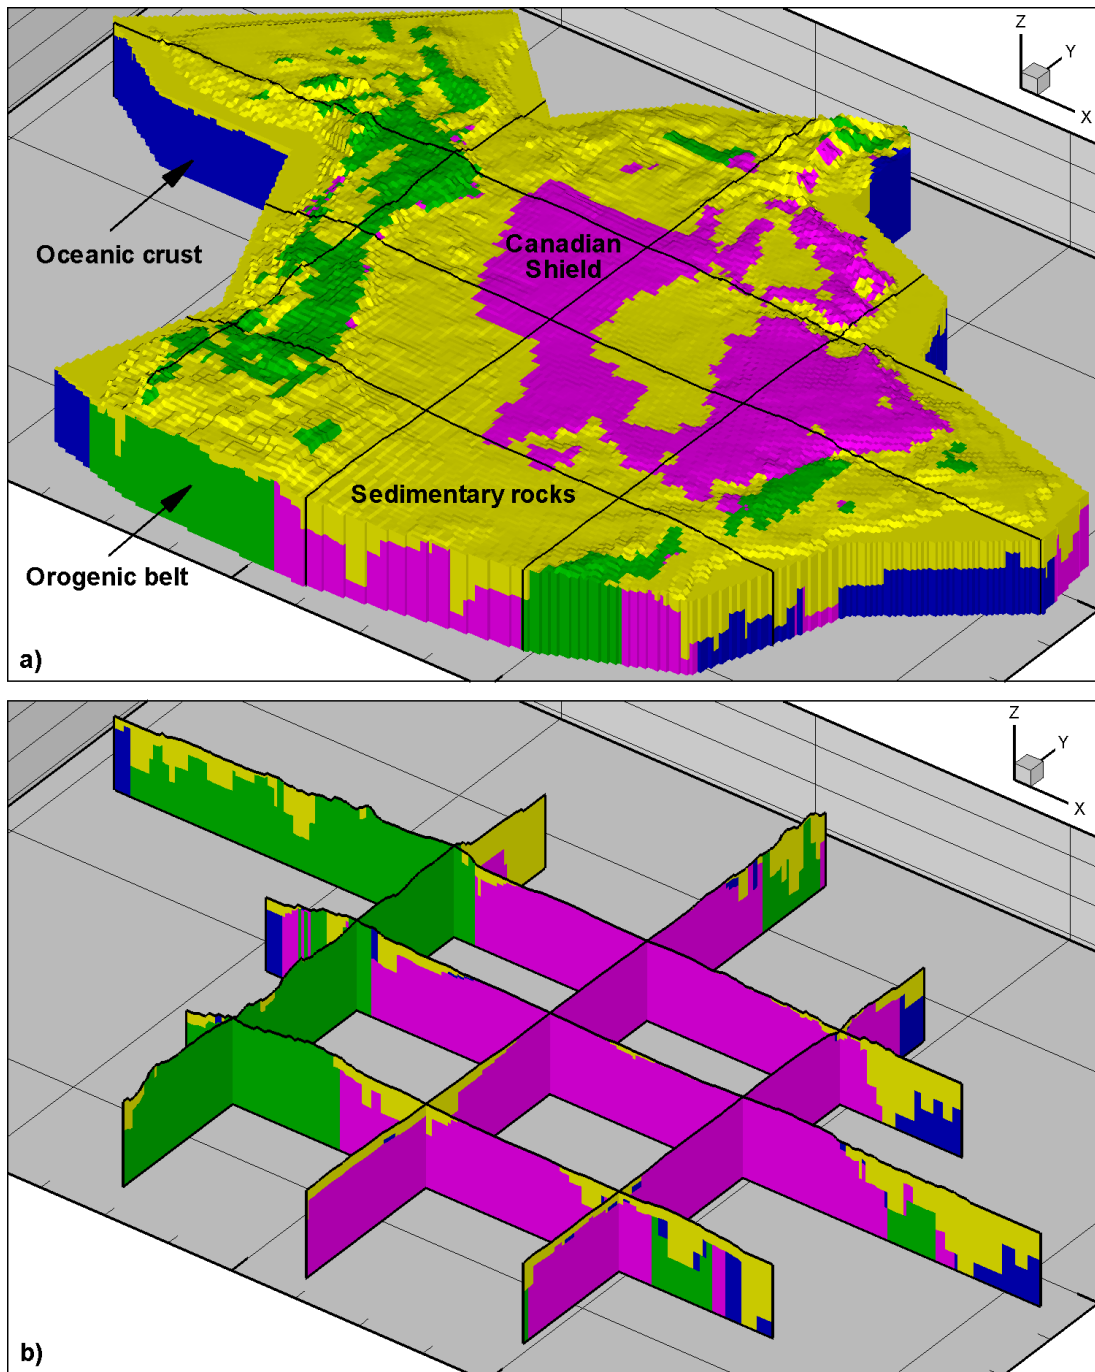 Z
Y
X
Oceanic crust
Canadian
Shield
Sedimentary rocks
Orogenic belt
a)
Z
Y
X
b)